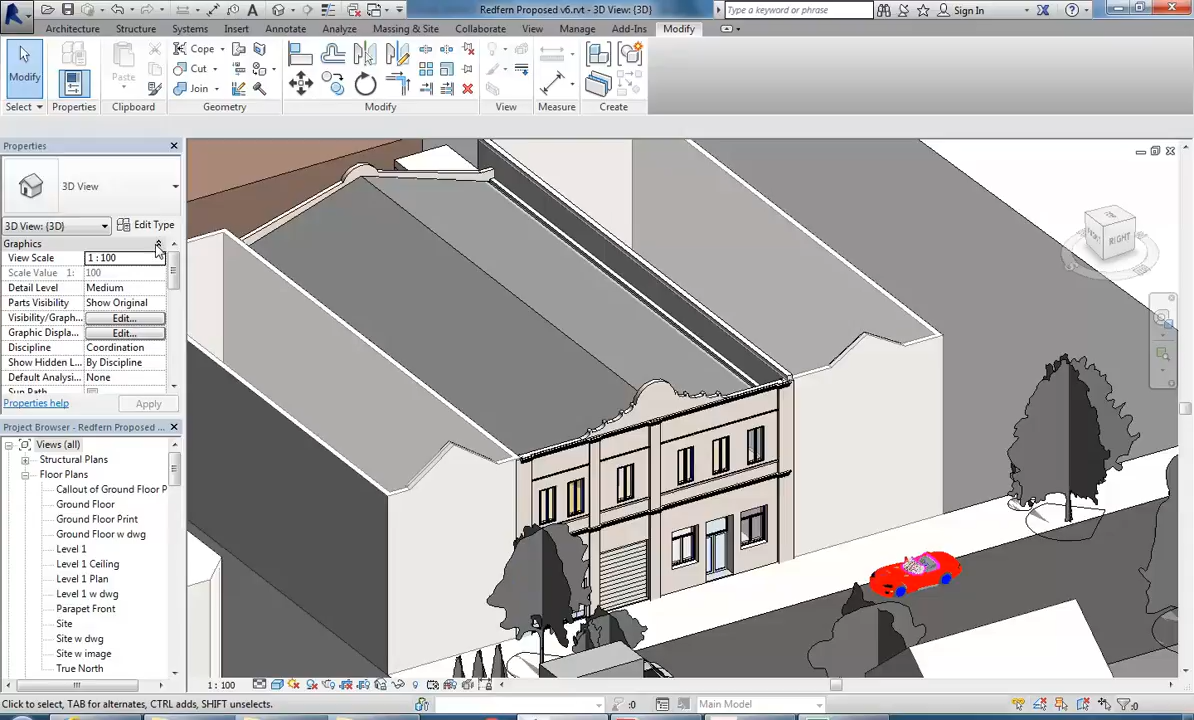 Redfern Proposed v6.rvt - 3D View: {3D}
Type a keyword or phrase
Sign In
Architecture Structure Systems Insert Annotate Analyze Massing & Site Collaborate View Manage Add-Ins Modify
Modify Paste Cope Cut Join
Select Properties Clipboard Geometry Modify View Measure Create
Properties
3D View
3D View: {3D} Edit Type
Graphics
View Scale 1 : 100
Scale Value 1: 100
Detail Level Medium
Parts Visibility Show Original
Visibility/Graph... Edit...
Graphic Displa... Edit...
Discipline Coordination
Show Hidden L... By Discipline
Default Analysi... None
Sun Path
Properties help Apply
Project Browser - Redfern Proposed ...
Views (all)
Structural Plans
Floor Plans
Callout of Ground Floor P
Ground Floor
Ground Floor Print
Ground Floor w dwg
Level 1
Level 1 Ceiling
Level 1 Plan
Level 1 w dwg
Parapet Front
Site
Site w dwg
Site w image
True North
TOP
FRONT RIGHT
1 : 100
Click to select, TAB for alternates, CTRL adds, SHIFT unselects.
:0
Main Model
:0